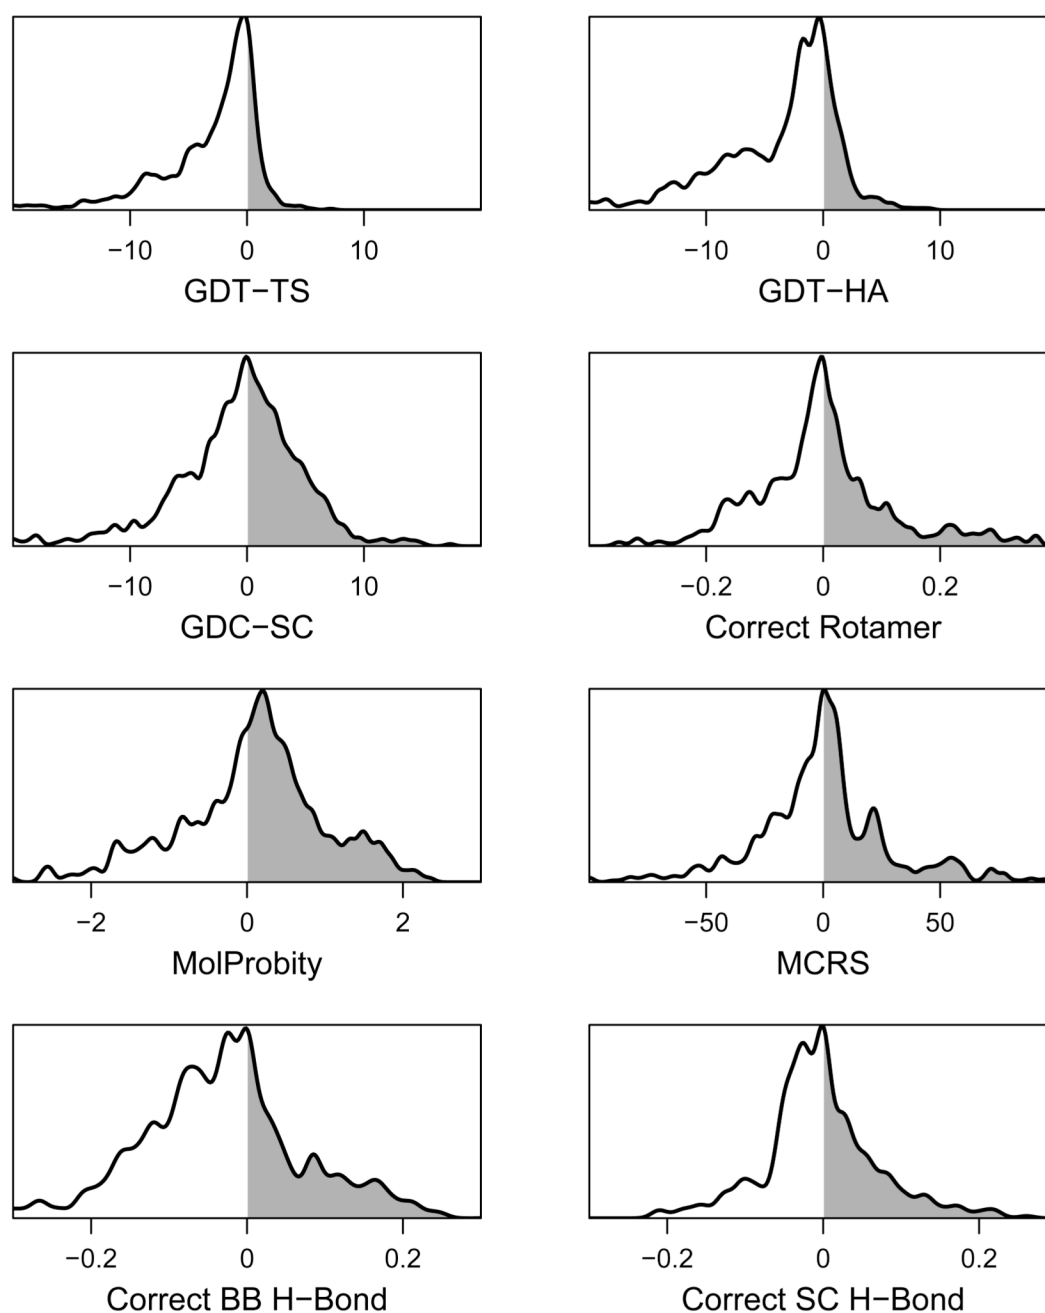 −10 0 10 −10 0 10
GDT−TS GDT−HA
−10 0 10 −0.2 0 0.2
GDC−SC Correct Rotamer
−2 0 2 −50 0 50
MolProbity MCRS
−0.2 0 0.2 −0.2 0 0.2
Correct BB H−Bond Correct SC H−Bond